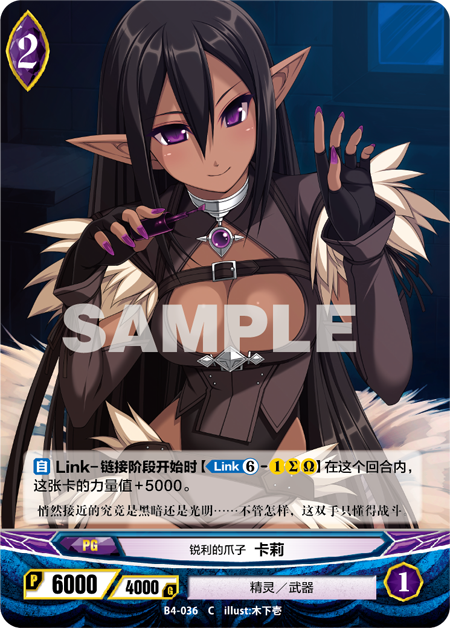 2
SAMPLE
自 Link-链接阶段开始时【Link 6-1ΣΩ】在这个回合内,
这张卡的力量值+5000。
悄然接近的究竟是黑暗还是光明……不管怎样、这双手只懂得战斗
PG 锐利的爪子 卡莉
P 6000 / 4000 G 精灵／武器 1
B4-036 C illust:木下壱